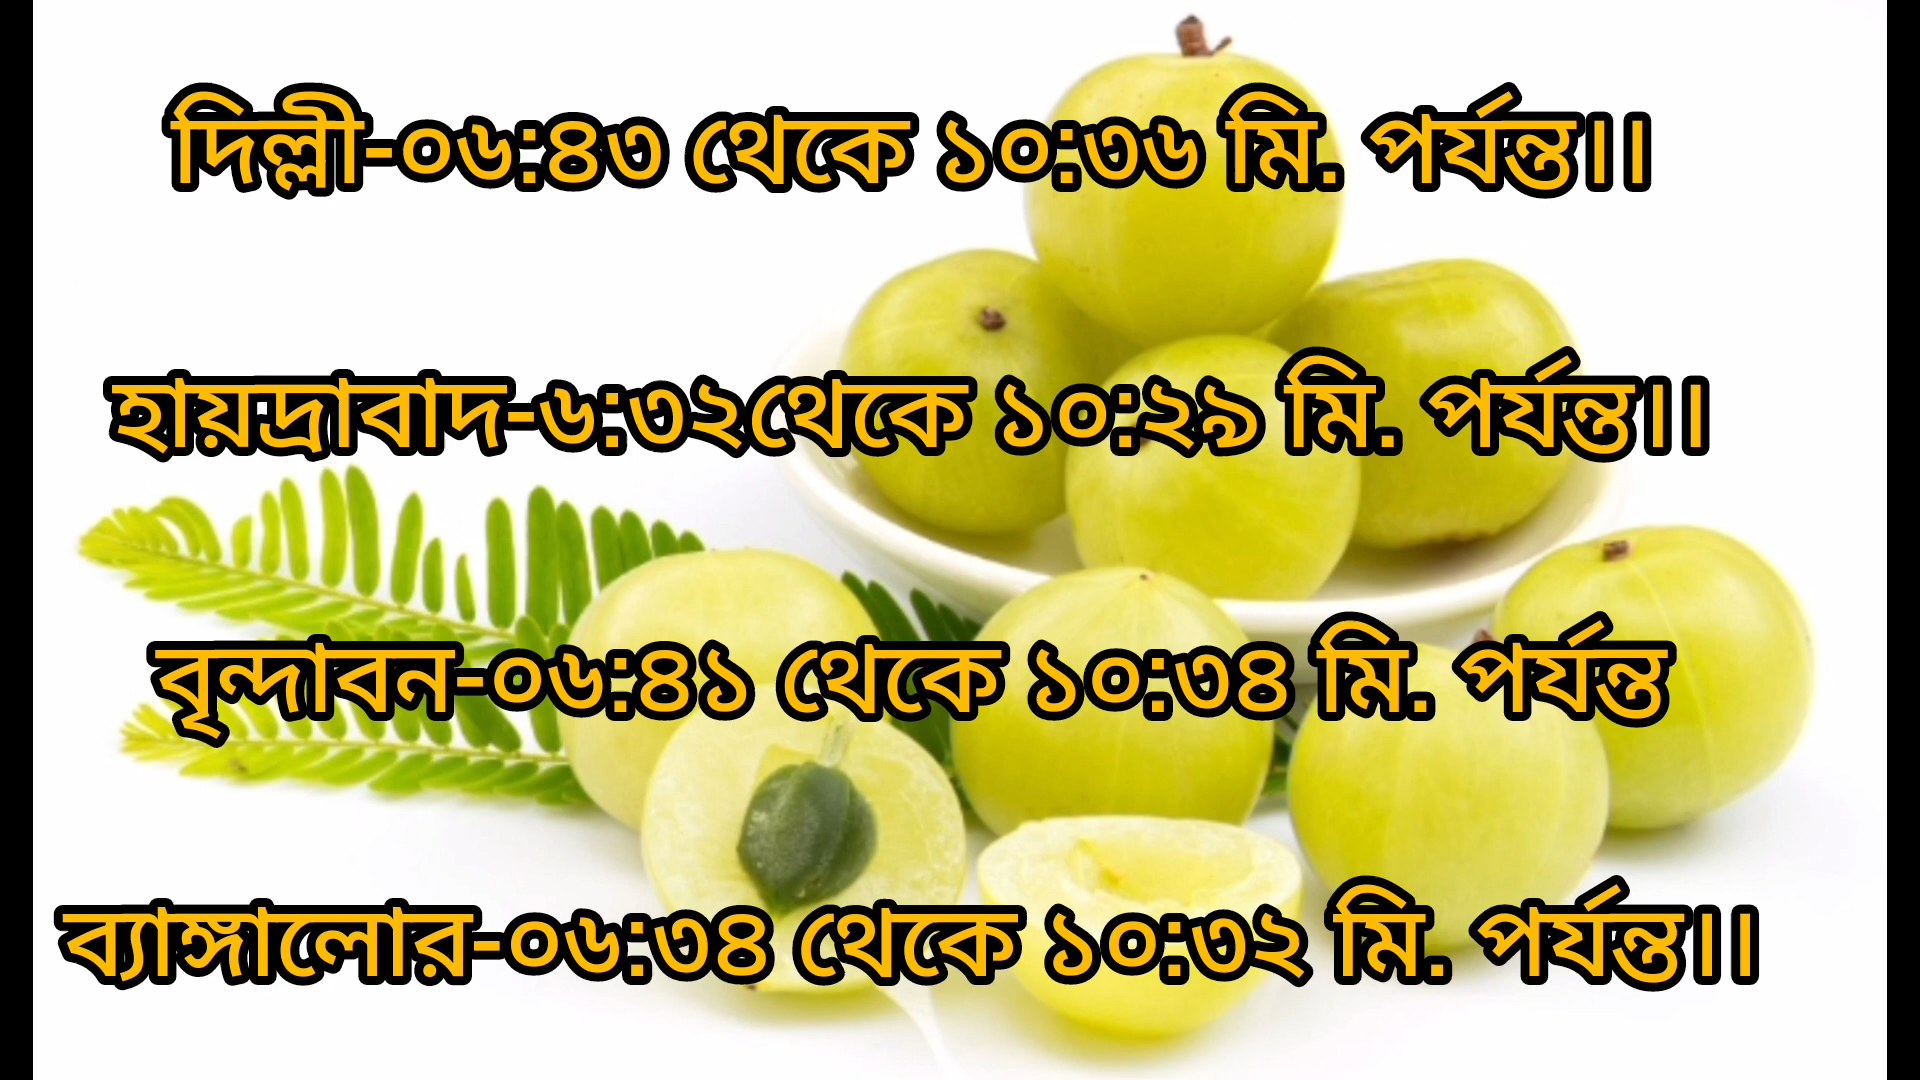 দিল্লী-০৬:৪৩ থেকে ১০:৩৬ মি. পর্যন্ত।।
হায়দ্রাবাদ-৬:৩২থেকে ১০:২৯ মি. পর্যন্ত।।
বৃন্দাবন-০৬:৪১ থেকে ১০:৩৪ মি. পর্যন্ত
ব্যাঙ্গালোর-০৬:৩৪ থেকে ১০:৩২ মি. পর্যন্ত।।